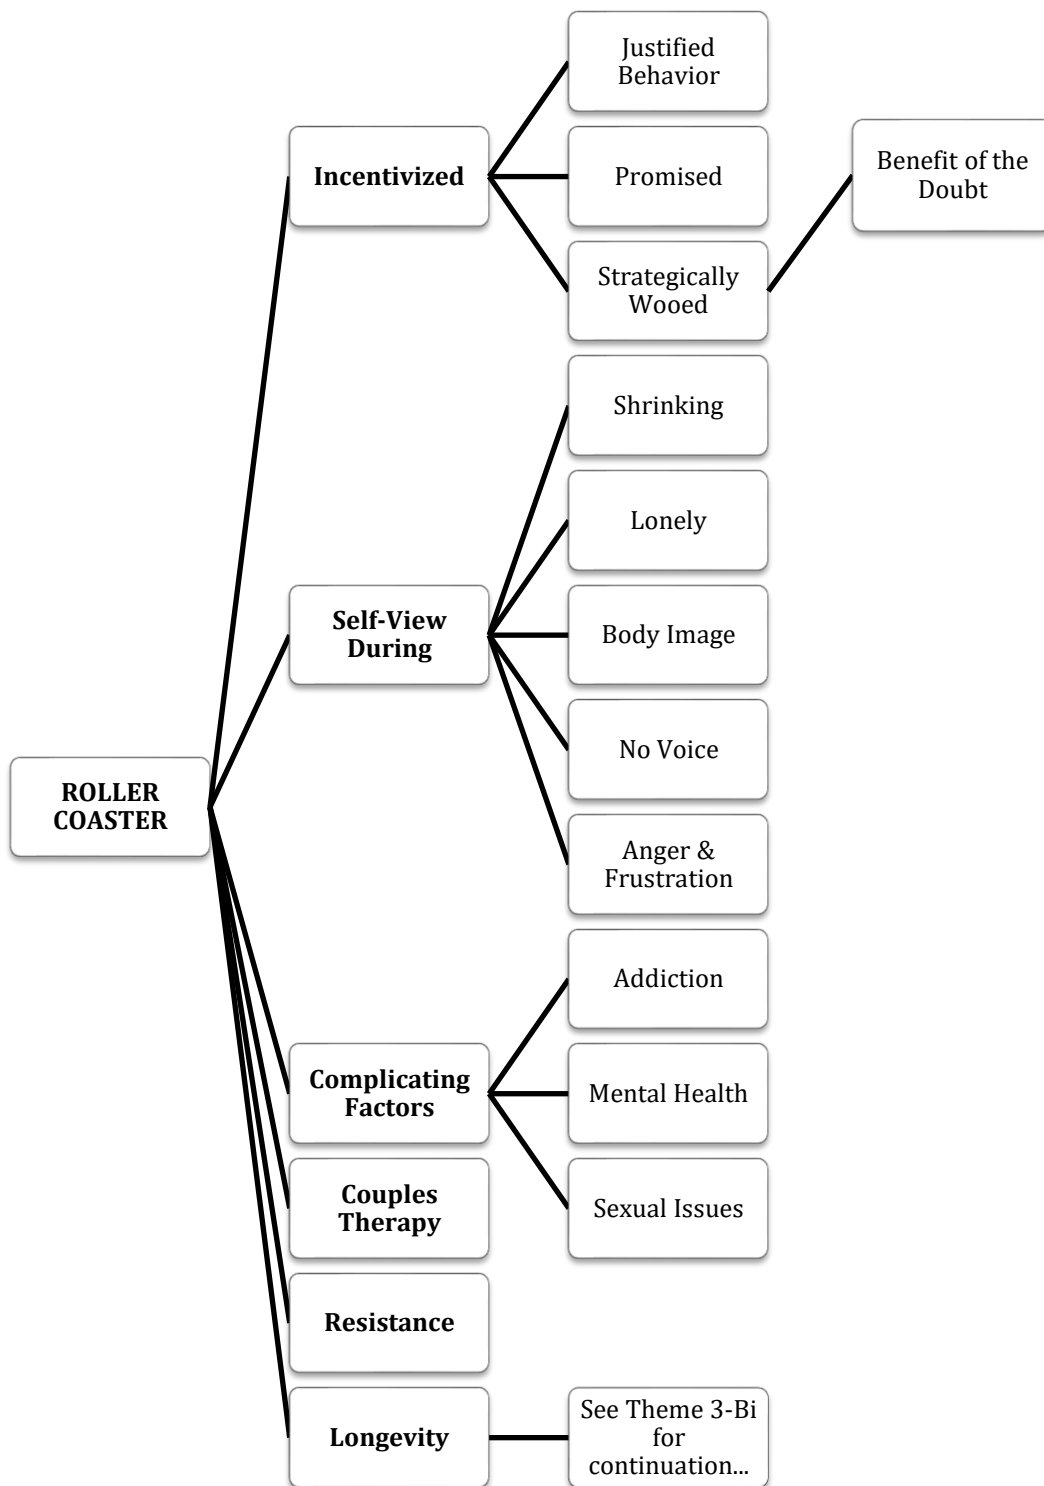 Justified
Behavior
Incentivized
Promised
Benefit of the
Doubt
Strategically
Wooed
Shrinking
Lonely
Self-View
During
Body Image
No Voice
ROLLER
COASTER
Anger &
Frustration
Addiction
Complicating
Factors
Mental Health
Couples
Therapy
Sexual Issues
Resistance
Longevity
See Theme 3-Bi
for
continuation...